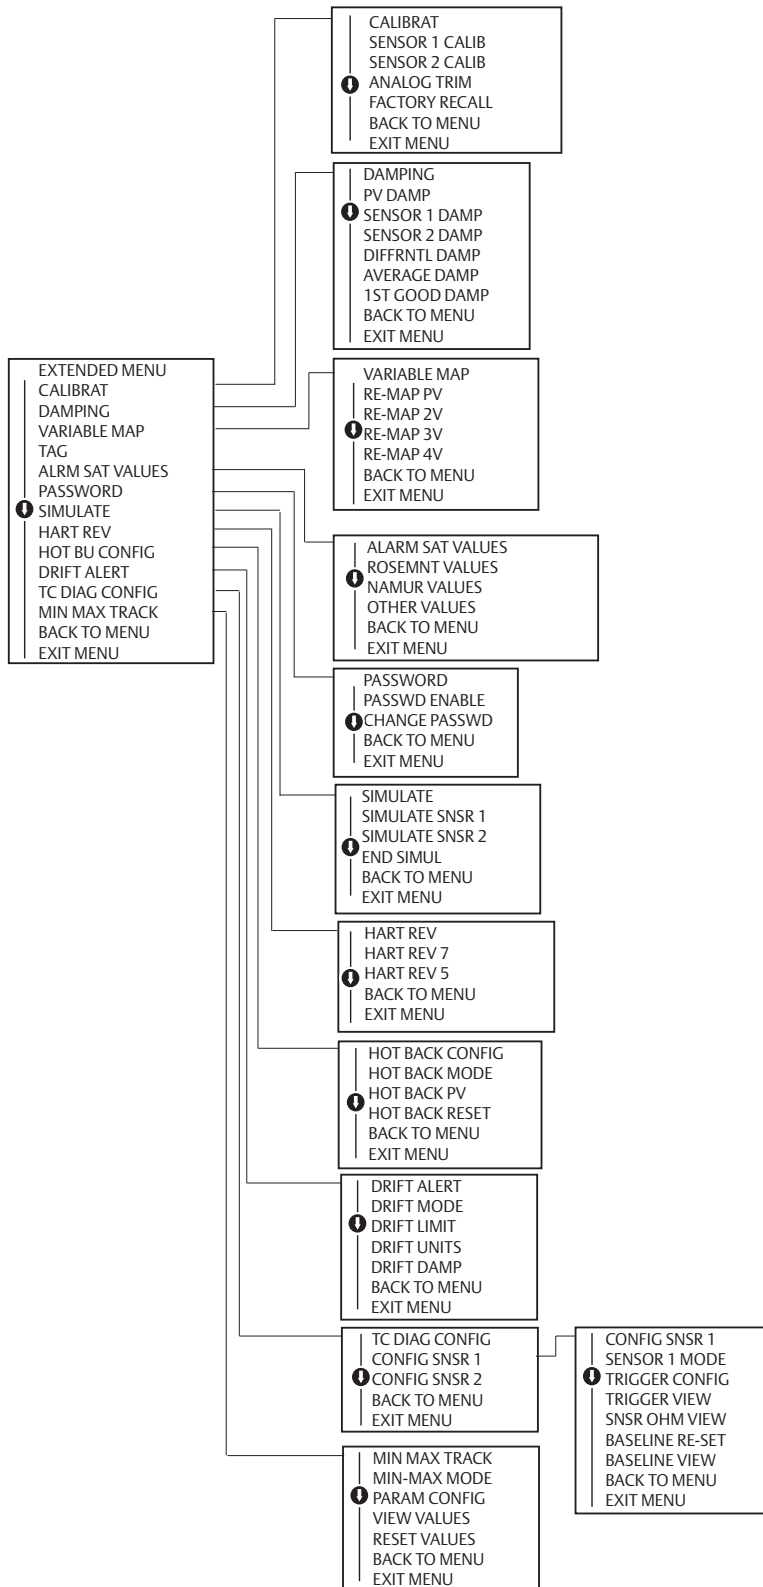 CALIBRAT
SENSOR 1 CALIB
SENSOR 2 CALIB
ANALOG TRIM
FACTORY RECALL
BACK TO MENU
EXIT MENU
DAMPING
PV DAMP
SENSOR 1 DAMP
SENSOR 2 DAMP
DIFFRNTL DAMP
AVERAGE DAMP
1ST GOOD DAMP
BACK TO MENU
EXIT MENU
EXTENDED MENU
CALIBRAT
DAMPING
VARIABLE MAP
TAG
ALRM SAT VALUES
PASSWORD
SIMULATE
HART REV
HOT BU CONFIG
DRIFT ALERT
TC DIAG CONFIG
MIN MAX TRACK
BACK TO MENU
EXIT MENU
VARIABLE MAP
RE-MAP PV
RE-MAP 2V
RE-MAP 3V
RE-MAP 4V
BACK TO MENU
EXIT MENU
ALARM SAT VALUES
ROSEMNT VALUES
NAMUR VALUES
OTHER VALUES
BACK TO MENU
EXIT MENU
PASSWORD
PASSWD ENABLE
CHANGE PASSWD
BACK TO MENU
EXIT MENU
SIMULATE
SIMULATE SNSR 1
SIMULATE SNSR 2
END SIMUL
BACK TO MENU
EXIT MENU
HART REV
HART REV 7
HART REV 5
BACK TO MENU
EXIT MENU
HOT BACK CONFIG
HOT BACK MODE
HOT BACK PV
HOT BACK RESET
BACK TO MENU
EXIT MENU
DRIFT ALERT
DRIFT MODE
DRIFT LIMIT
DRIFT UNITS
DRIFT DAMP
BACK TO MENU
EXIT MENU
TC DIAG CONFIG
CONFIG SNSR 1
CONFIG SNSR 2
BACK TO MENU
EXIT MENU
CONFIG SNSR 1
SENSOR 1 MODE
TRIGGER CONFIG
TRIGGER VIEW
SNSR OHM VIEW
BASELINE RE-SET
BASELINE VIEW
BACK TO MENU
EXIT MENU
MIN MAX TRACK
MIN-MAX MODE
PARAM CONFIG
VIEW VALUES
RESET VALUES
BACK TO MENU
EXIT MENU